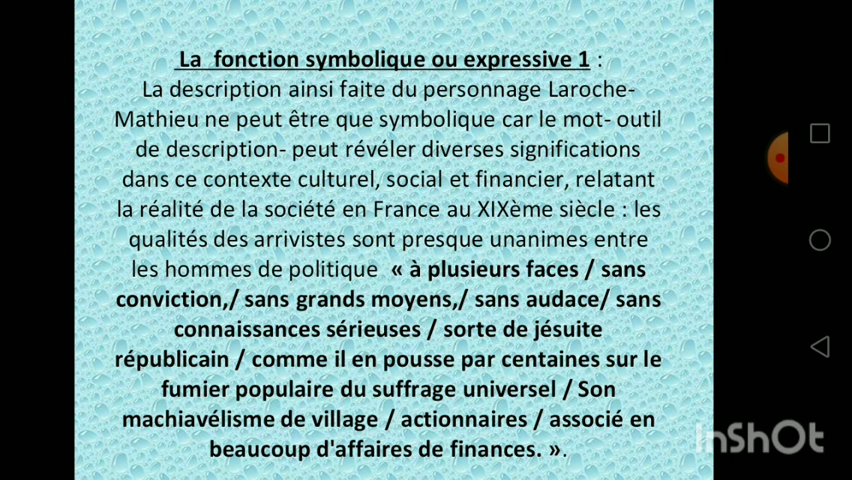 La fonction symbolique ou expressive 1 :
La description ainsi faite du personnage Laroche-
Mathieu ne peut être que symbolique car le mot- outil
de description- peut révéler diverses significations
dans ce contexte culturel, social et financier, relatant
la réalité de la société en France au XIXème siècle : les
qualités des arrivistes sont presque unanimes entre
les hommes de politique « à plusieurs faces / sans
conviction,/ sans grands moyens,/ sans audace/ sans
connaissances sérieuses / sorte de jésuite
républicain / comme il en pousse par centaines sur le
fumier populaire du suffrage universel / Son
machiavélisme de village / actionnaires / associé en
beaucoup d'affaires de finances. ».
InShOt